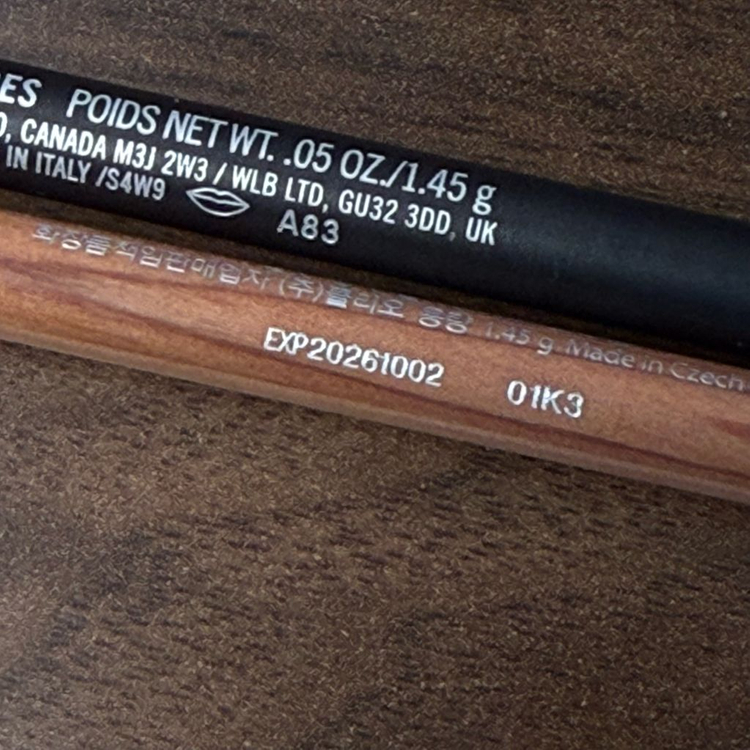 ES POIDS NET WT. .05 OZ./1.45 g
, CANADA M3J 2W3 / WLB LTD, GU32 3DD, UK
IN ITALY /S4W9
A83
화장품책임판매업자 (주)클리오 용량 1.45 g Made in Czech
EXP20261002 01K3